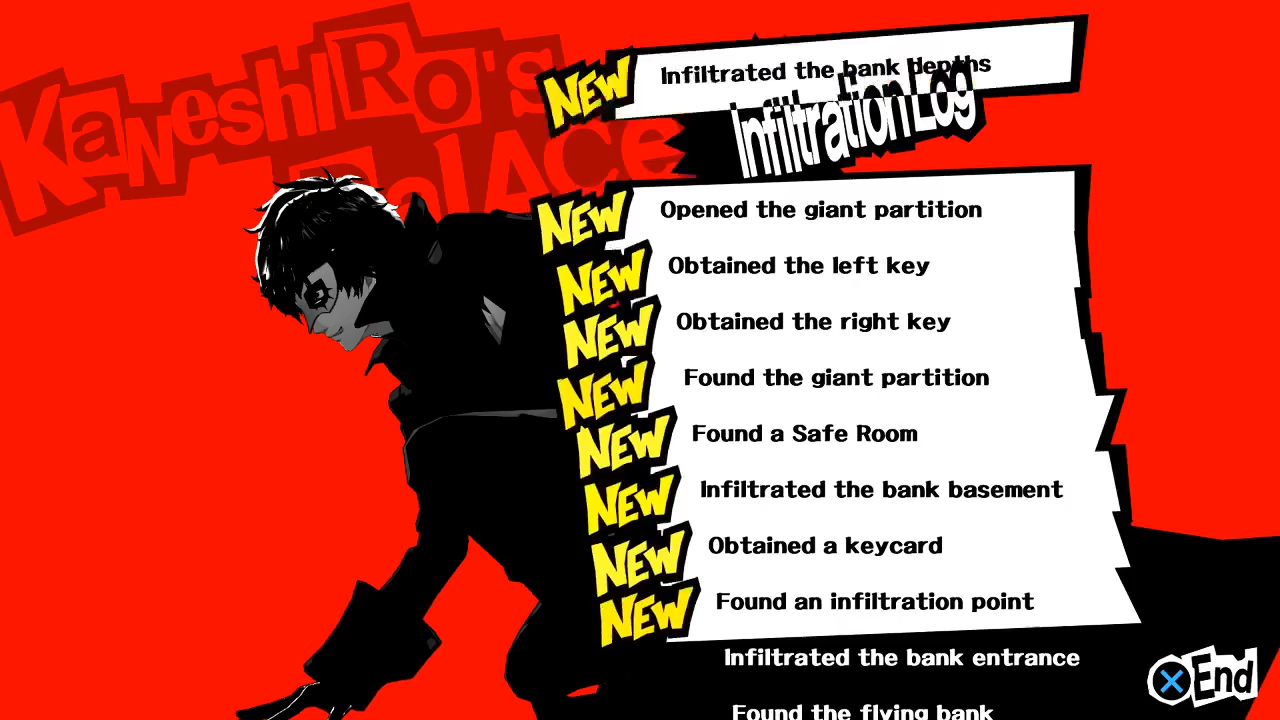 KaNeshiRo's
PalAce
NEW Infiltrated the bank depths
Infiltration Log
NEW Opened the giant partition
NEW Obtained the left key
NEW Obtained the right key
NEW Found the giant partition
NEW Found a Safe Room
NEW Infiltrated the bank basement
NEW Obtained a keycard
NEW Found an infiltration point
Infiltrated the bank entrance
Found the flying bank
End